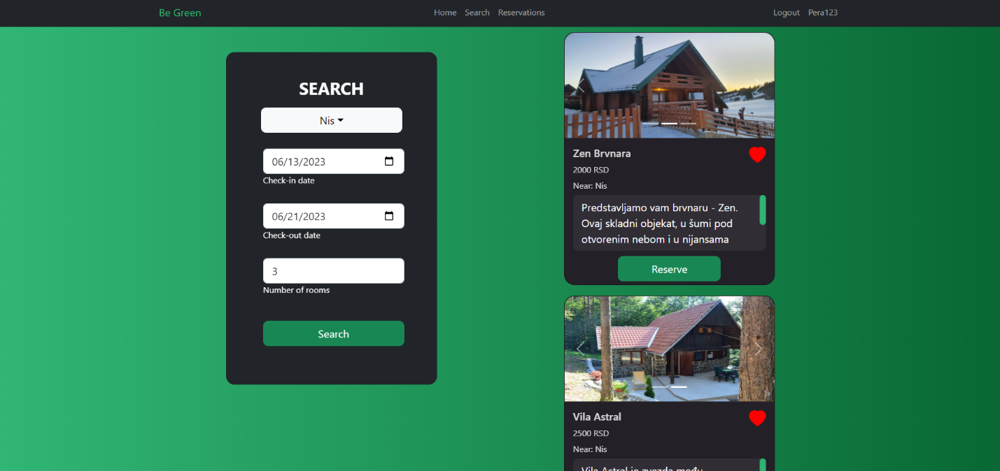 Be Green
Home Search Reservations
Logout Pera123
SEARCH
Nis
06/13/2023
Check-in date
06/21/2023
Check-out date
3
Number of rooms
Search
Zen Brvnara
2000 RSD
Near: Nis
Predstavljamo vam brvnaru - Zen.
Ovaj skladni objekat, u šumi pod
otvorenim nebom i u nijansama
Reserve
Vila Astral
2500 RSD
Near: Nis
Vila Astral je zvezda među